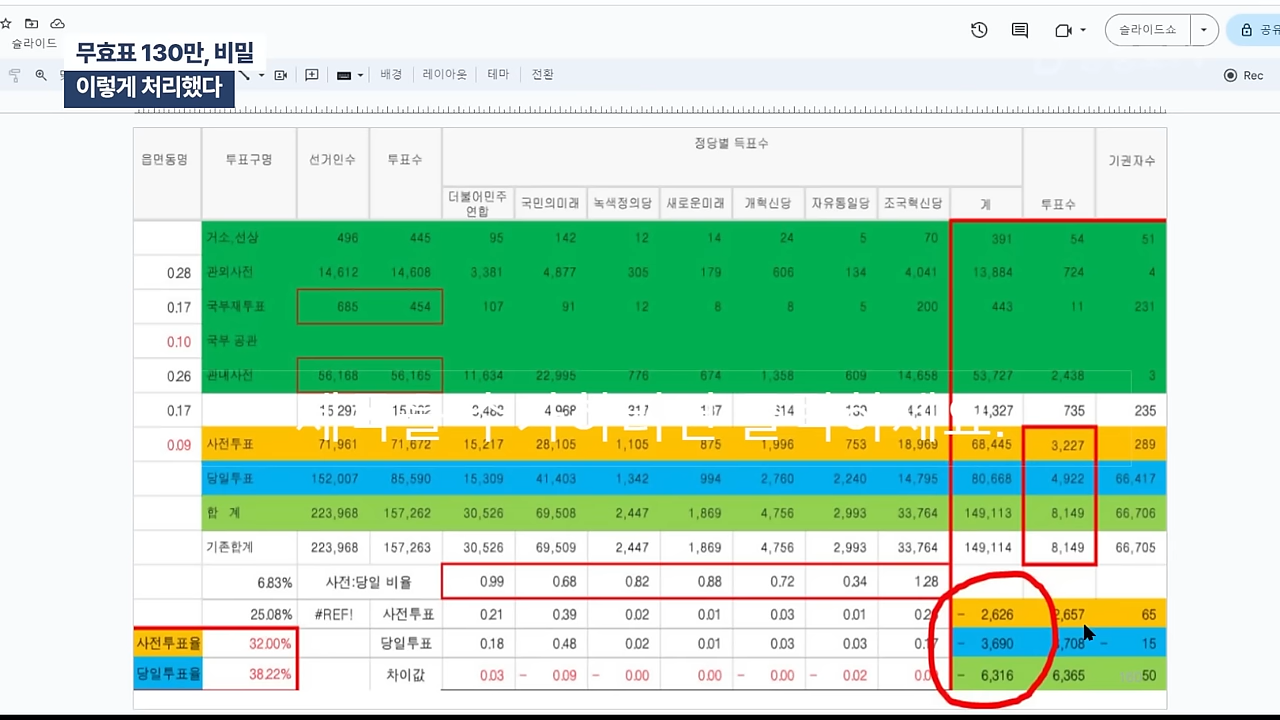 슬라이드
무효표 130만, 비밀
이렇게 처리했다
슬라이드쇼
공유
배경 레이아웃 테마 전환
Rec
읍면동명 투표구명 선거인수 투표수 정당별 득표수 기권자수
더불어민주연합 국민의미래 녹색정의당 새로운미래 개혁신당 자유통일당 조국혁신당 계 투표수
거소,선상 496 445 95 142 12 14 24 5 70 391 54 51
0.28 관외사전 14,612 14,608 3,381 4,877 305 179 606 134 4,041 13,884 724 4
0.17 국부재투표 685 454 107 91 12 8 8 5 200 443 11 231
0.10 국부 공관
0.26 관내사전 56,168 56,165 11,634 22,995 776 674 1,358 609 14,658 53,727 2,438 3
0.17 14,327 735 235
0.09 사전투표 71,961 71,672 15,217 28,105 1,105 875 1,996 753 18,969 68,445 3,227 289
당일투표 152,007 85,590 15,309 41,403 1,342 994 2,760 2,240 14,795 80,668 4,922 66,417
합 계 223,968 157,262 30,526 69,508 2,447 1,869 4,756 2,993 33,764 149,113 8,149 66,706
기존합계 223,968 157,263 30,526 69,509 2,447 1,869 4,756 2,993 33,764 149,114 8,149 66,705
6.83% 사전:당일 비율 0.99 0.68 0.82 0.88 0.72 0.34 1.28
25.08% #REF! 사전투표 0.21 0.39 0.02 0.01 0.03 0.01 − 2,626 2,657 65
사전투표율 32.00% 당일투표 0.18 0.48 0.02 0.01 0.03 0.03 0.17 − 3,690 − 15
당일투표율 38.22% 차이값 0.03 − 0.09 − 0.00 0.00 − 0.00 − 0.02 − 6,316 6,365 50